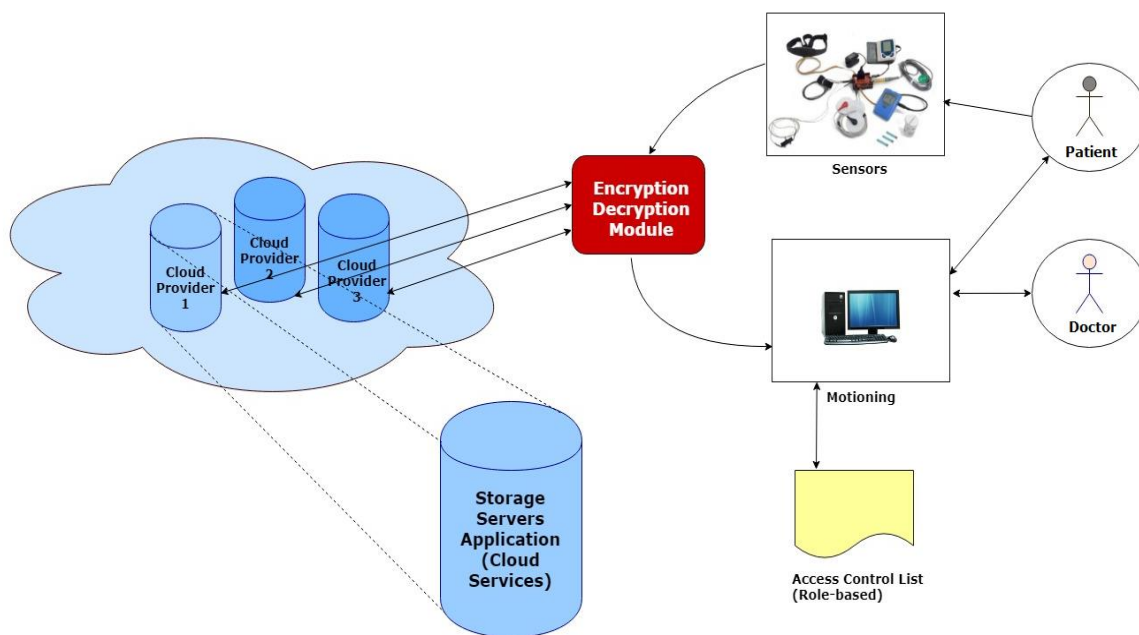 Sensors
Patient
Encryption
Decryption
Module
Cloud
Provider
1
Cloud
Provider
2
Cloud
Provider
3
Doctor
Motioning
Storage
Servers
Application
(Cloud
Services)
Access Control List
(Role-based)